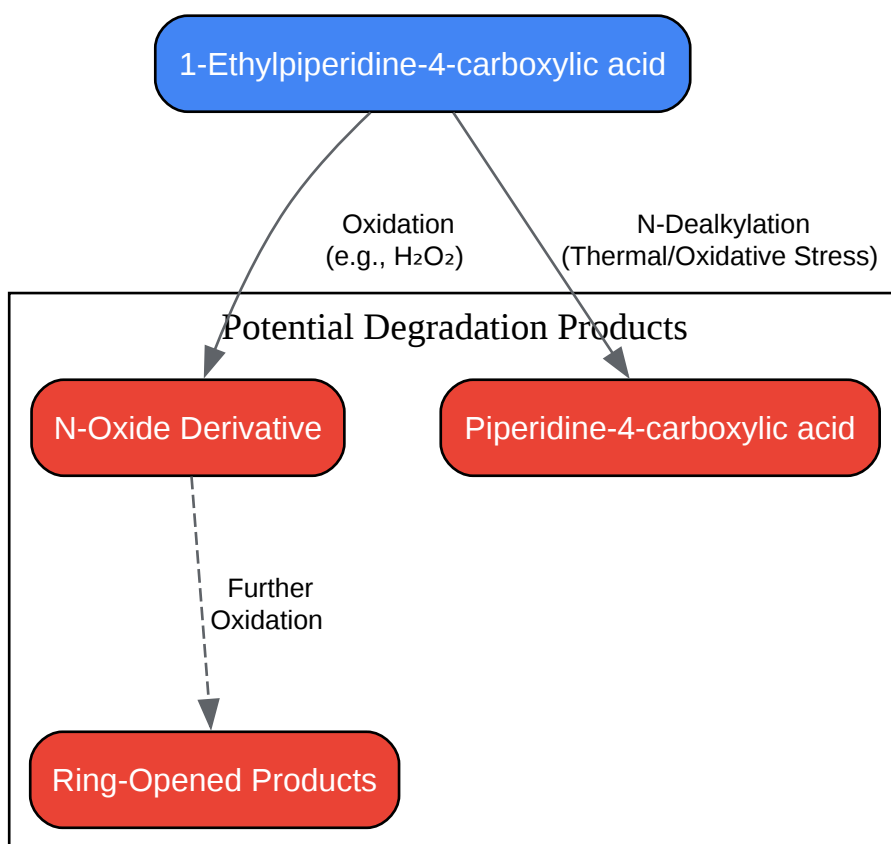 1-Ethylpiperidine-4-carboxylic acid
Oxidation
(e.g., H₂O₂)
N-Dealkylation
(Thermal/Oxidative Stress)
Potential Degradation Products
N-Oxide Derivative
Piperidine-4-carboxylic acid
Further
Oxidation
Ring-Opened Products